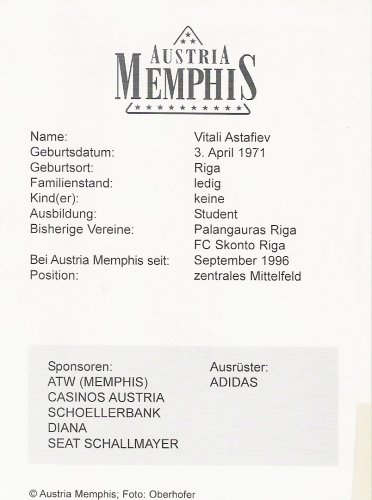 AUSTRIA
MEMPHIS
Name: Vitali Astafiev
Geburtsdatum: 3. April 1971
Geburtsort: Riga
Familienstand: ledig
Kind(er): keine
Ausbildung: Student
Bisherige Vereine: Palangauras Riga
FC Skonto Riga
Bei Austria Memphis seit: September 1996
Position: zentrales Mittelfeld
Sponsoren: Ausrüster:
ATW (MEMPHIS) ADIDAS
CASINOS AUSTRIA
SCHOELLERBANK
DIANA
SEAT SCHALLMAYER
© Austria Memphis; Foto: Oberhofer